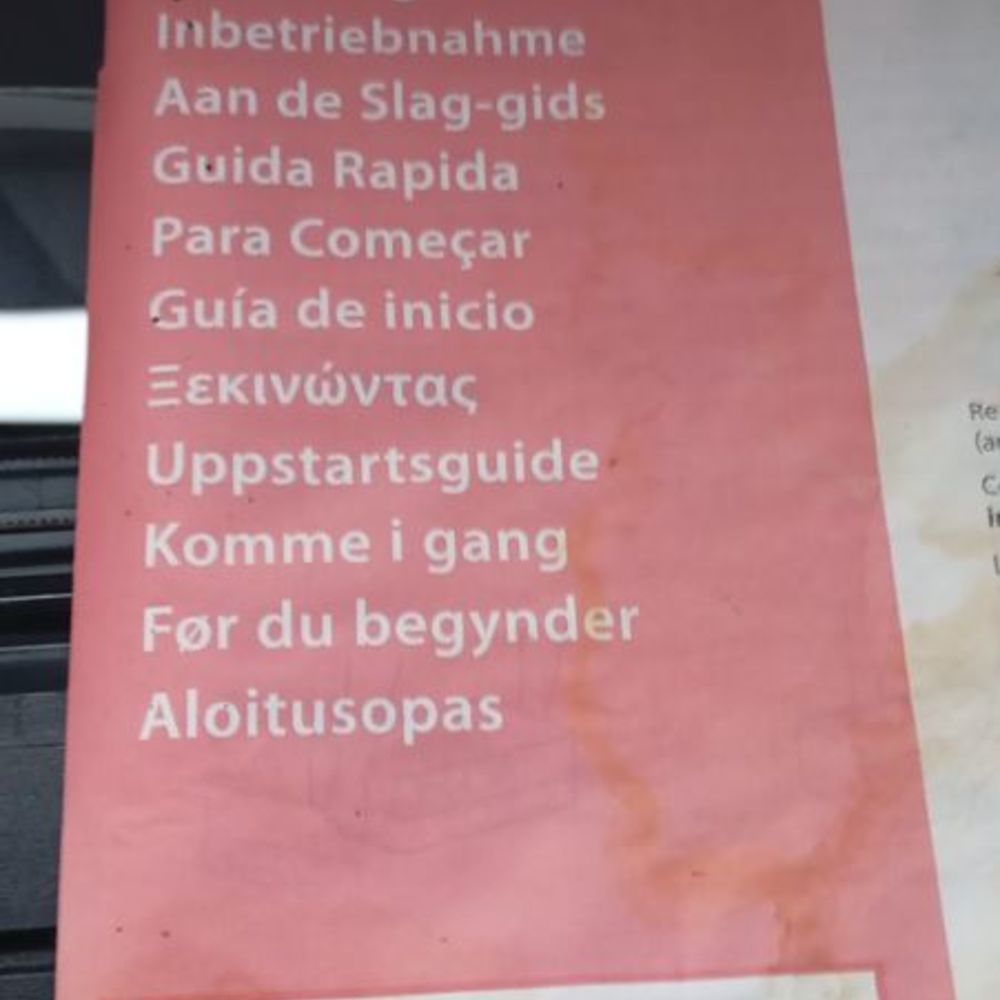 Inbetriebnahme
Aan de Slag-gids
Guida Rapida
Para Começar
Guía de inicio
Ξεκινώντας
Uppstartsguide
Komme i gang
Før du begynder
Aloitusopas